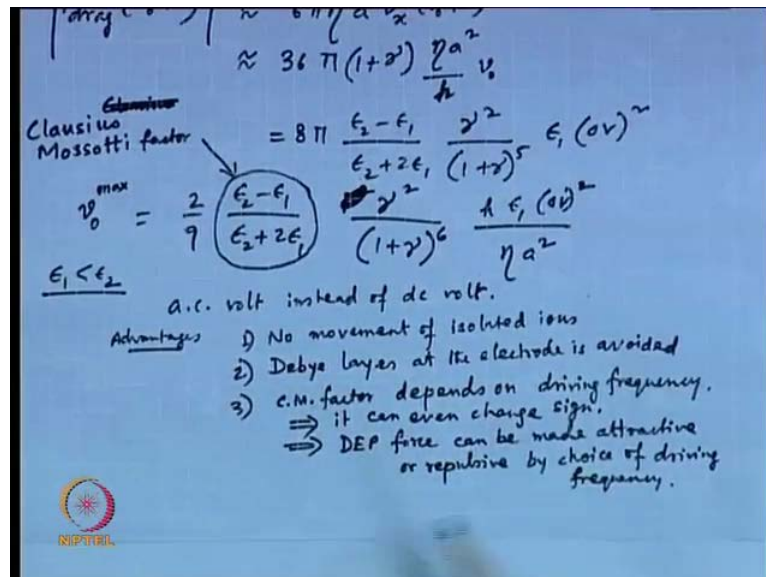 |drag (
≈ 36 π (1+γ) ηa²/h v₀
Clausius
Mossotti factor
= 8π (ε₂ - ε₁)/(ε₂ + 2ε₁) γ²/(1+γ)⁵ ε₁ (ΔV)²
v₀^max = 2/9 (ε₂ - ε₁)/(ε₂ + 2ε₁) γ²/(1+γ)⁶ h ε₁ (ΔV)²/ηa²
ε₁ < ε₂
a.c. volt instead of dc volt.
Advantages 1) No movement of isolated ions
2) Debye layer at the electrode is avoided
3) C.M. factor depends on driving frequency.
⇒ it can even change sign.
⇒ DEP force can be made attractive
or repulsive by choice of driving
frequency.
NPTEL